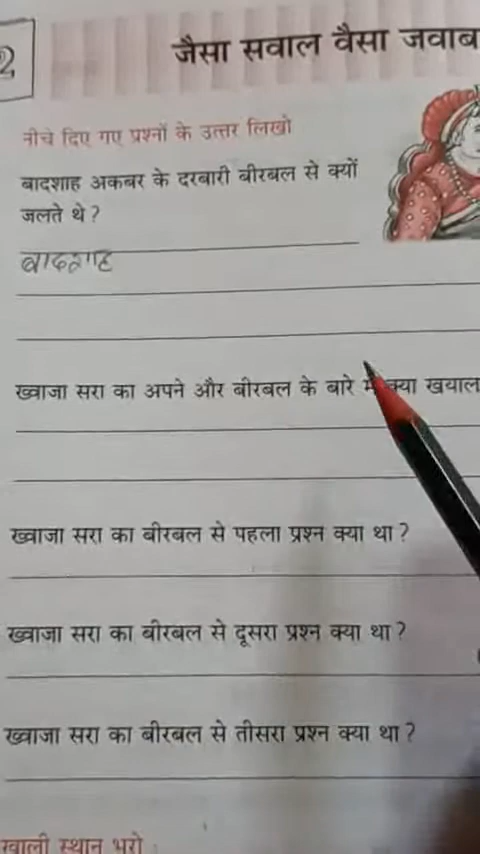 2
जैसा सवाल वैसा जवाब
नीचे दिए गए प्रश्नों के उत्तर लिखो
बादशाह अकबर के दरबारी बीरबल से क्यों
जलते थे?
बादशाह
ख्वाजा सरा का अपने और बीरबल के बारे में क्या खयाल
ख्वाजा सरा का बीरबल से पहला प्रश्न क्या था?
ख्वाजा सरा का बीरबल से दूसरा प्रश्न क्या था?
ख्वाजा सरा का बीरबल से तीसरा प्रश्न क्या था?
खाली स्थान भरो